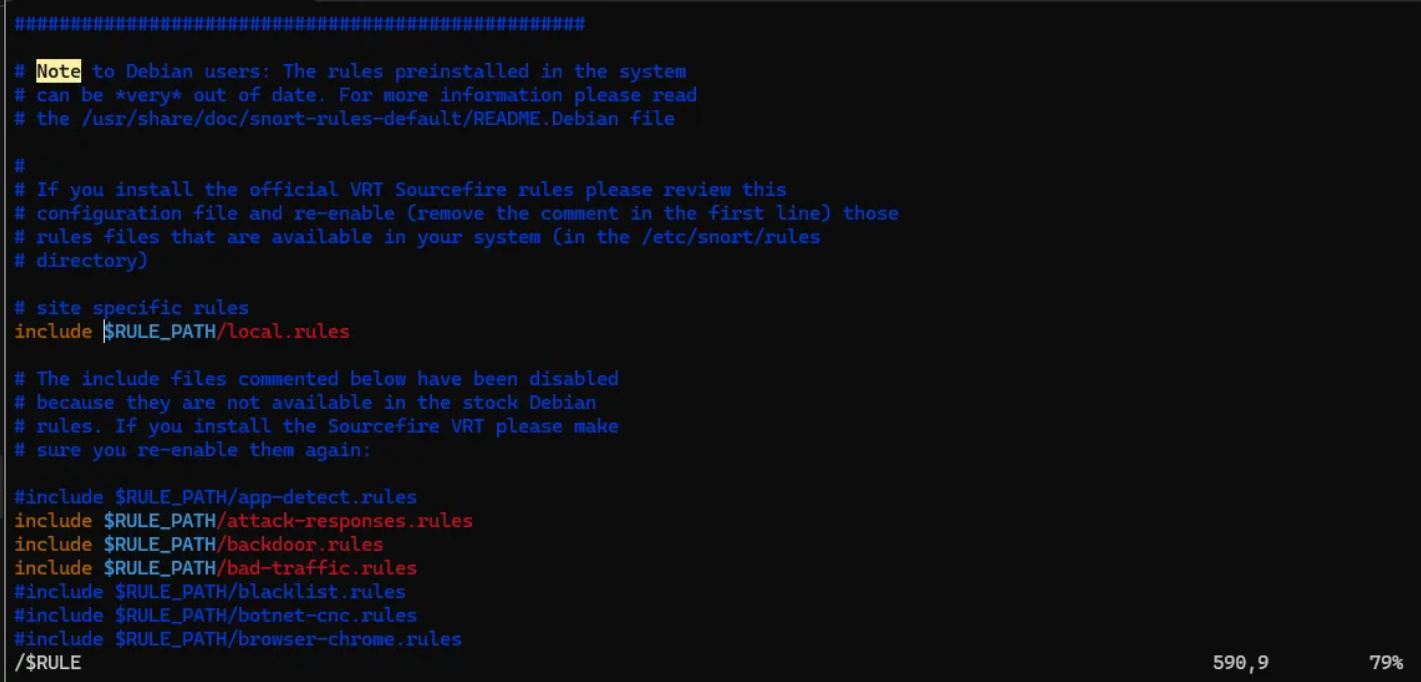 ###################################################
# Note to Debian users: The rules preinstalled in the system
# can be *very* out of date. For more information please read
# the /usr/share/doc/snort-rules-default/README.Debian file
#
# If you install the official VRT Sourcefire rules please review this
# configuration file and re-enable (remove the comment in the first line) those
# rules files that are available in your system (in the /etc/snort/rules
# directory)
# site specific rules
include $RULE_PATH/local.rules
# The include files commented below have been disabled
# because they are not available in the stock Debian
# rules. If you install the Sourcefire VRT please make
# sure you re-enable them again:
#include $RULE_PATH/app-detect.rules
include $RULE_PATH/attack-responses.rules
include $RULE_PATH/backdoor.rules
include $RULE_PATH/bad-traffic.rules
#include $RULE_PATH/blacklist.rules
#include $RULE_PATH/botnet-cnc.rules
#include $RULE_PATH/browser-chrome.rules
/$RULE 590,9 79%